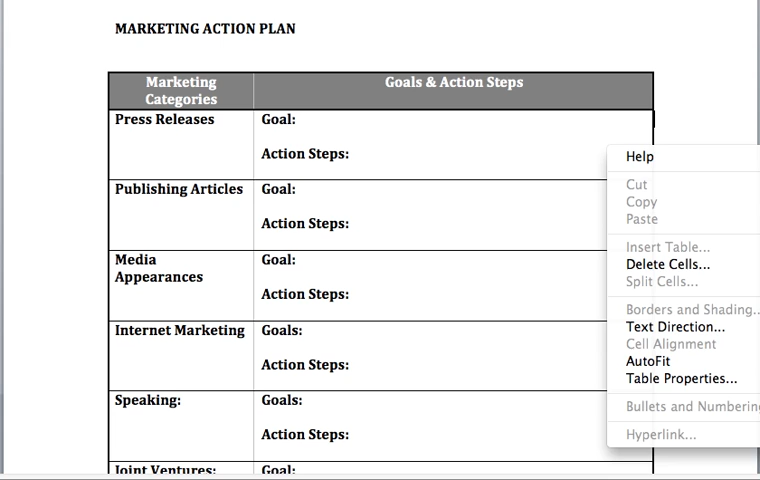 MARKETING ACTION PLAN
Marketing
Categories
Goals & Action Steps
Press Releases
Goal:
Action Steps:
Publishing Articles
Goal:
Action Steps:
Media
Appearances
Goal:
Action Steps:
Internet Marketing
Goals:
Action Steps:
Speaking:
Goals:
Action Steps:
Joint Ventures:
Goal:
Help
Cut
Copy
Paste
Insert Table...
Delete Cells...
Split Cells...
Borders and Shading..
Text Direction...
Cell Alignment
AutoFit
Table Properties...
Bullets and Numbering
Hyperlink...